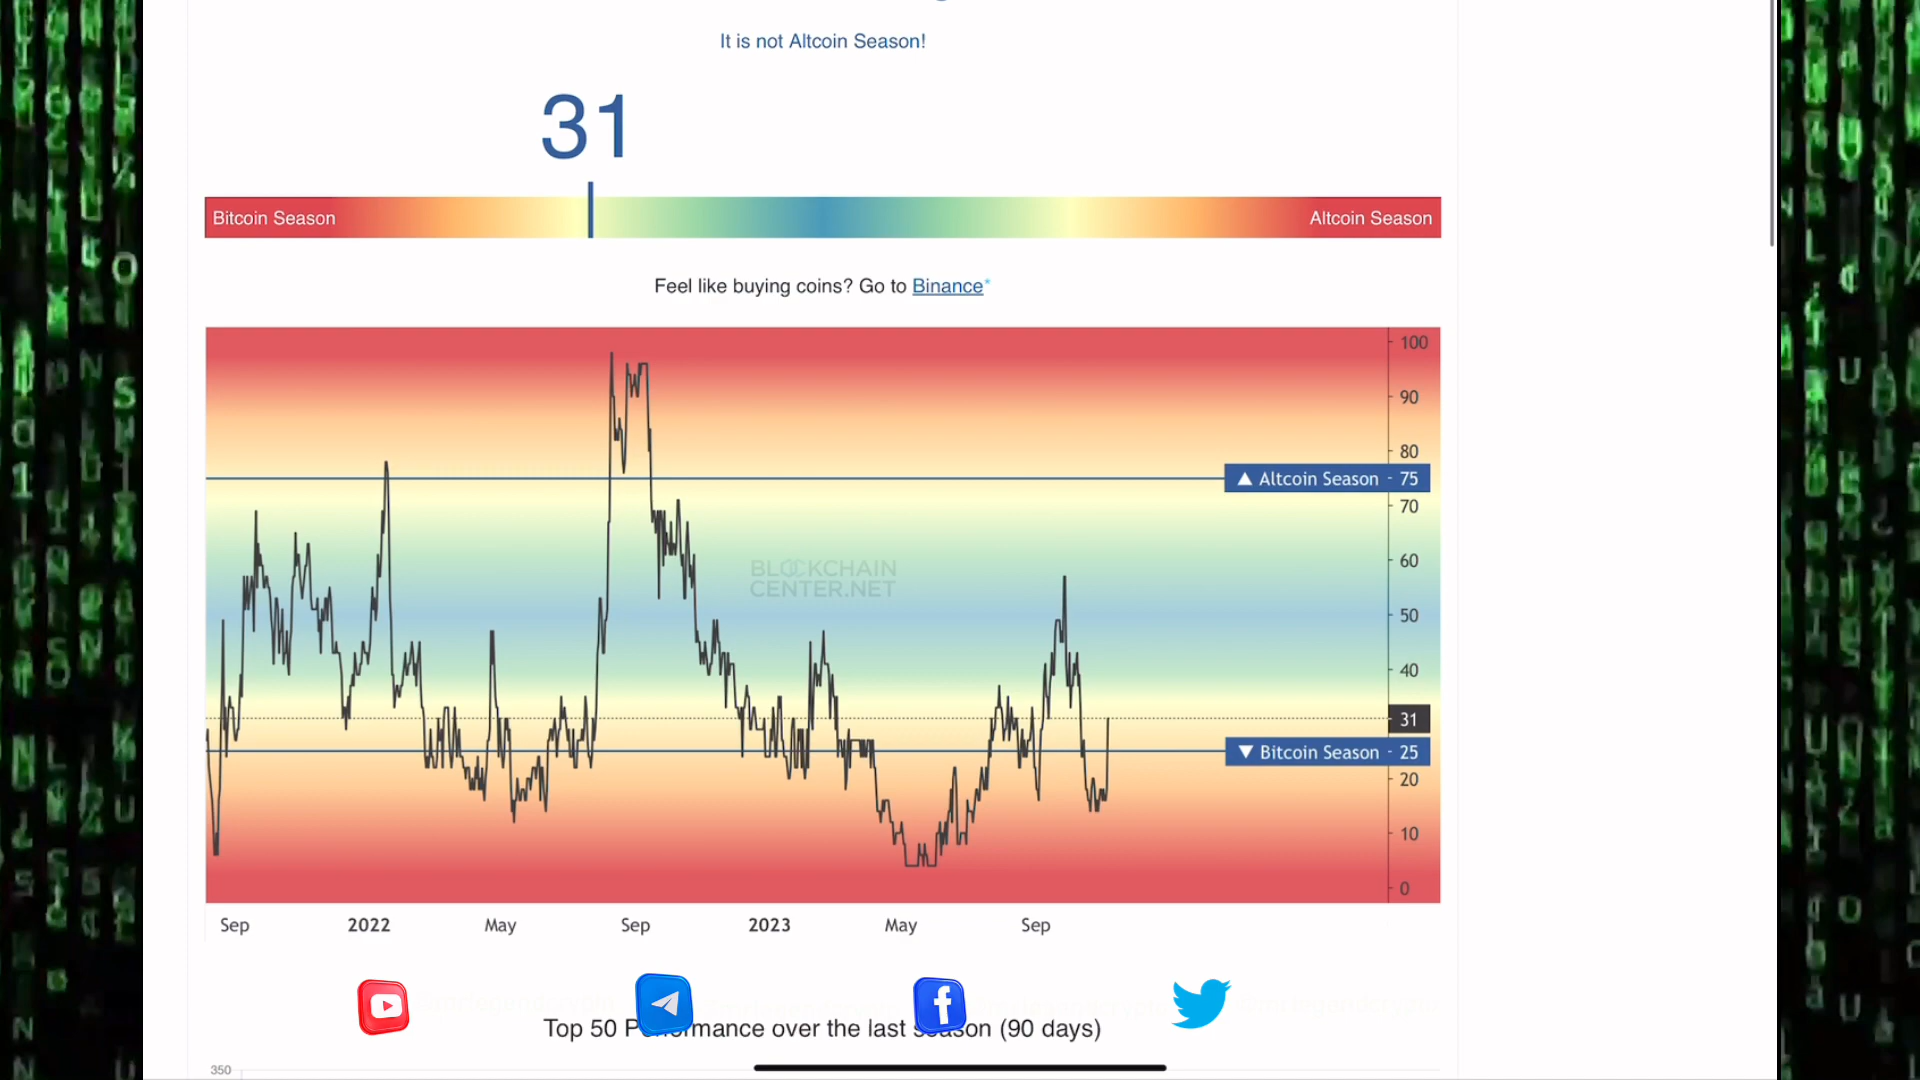 It is not Altcoin Season!
31
Bitcoin Season
Altcoin Season
Feel like buying coins? Go to Binance*
100
90
80
▲ Altcoin Season - 75
70
60
BLOCKCHAIN
CENTER.NET
50
40
31
▼ Bitcoin Season - 25
20
10
0
Sep 2022 May Sep 2023 May Sep
Top 50 P mance over the last season (90 days)
350